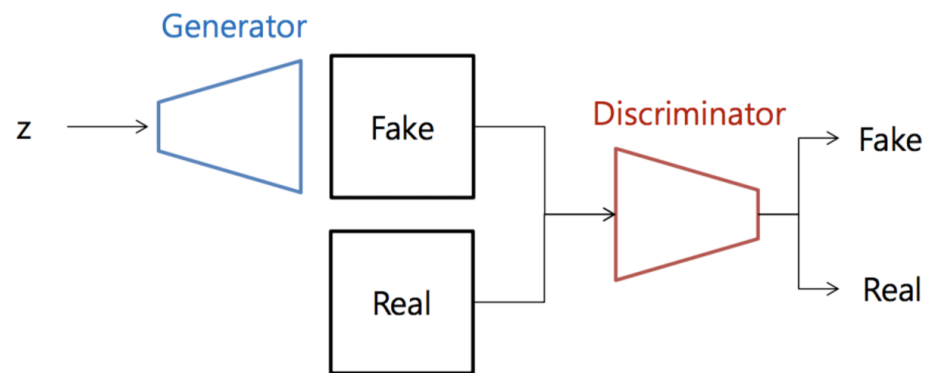 Generator
z
Fake
Discriminator
Fake
Real
Real